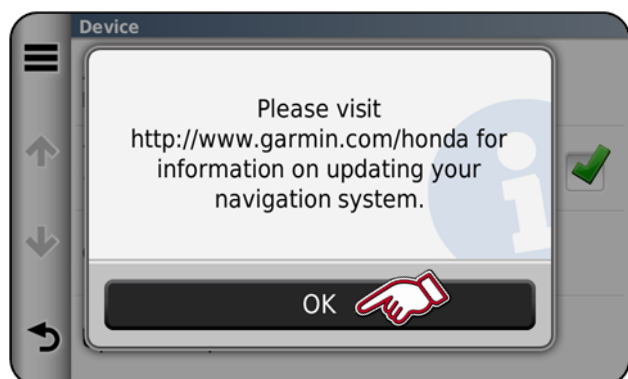 Device
Please visit
http://www.garmin.com/honda for
information on updating your
navigation system.
OK